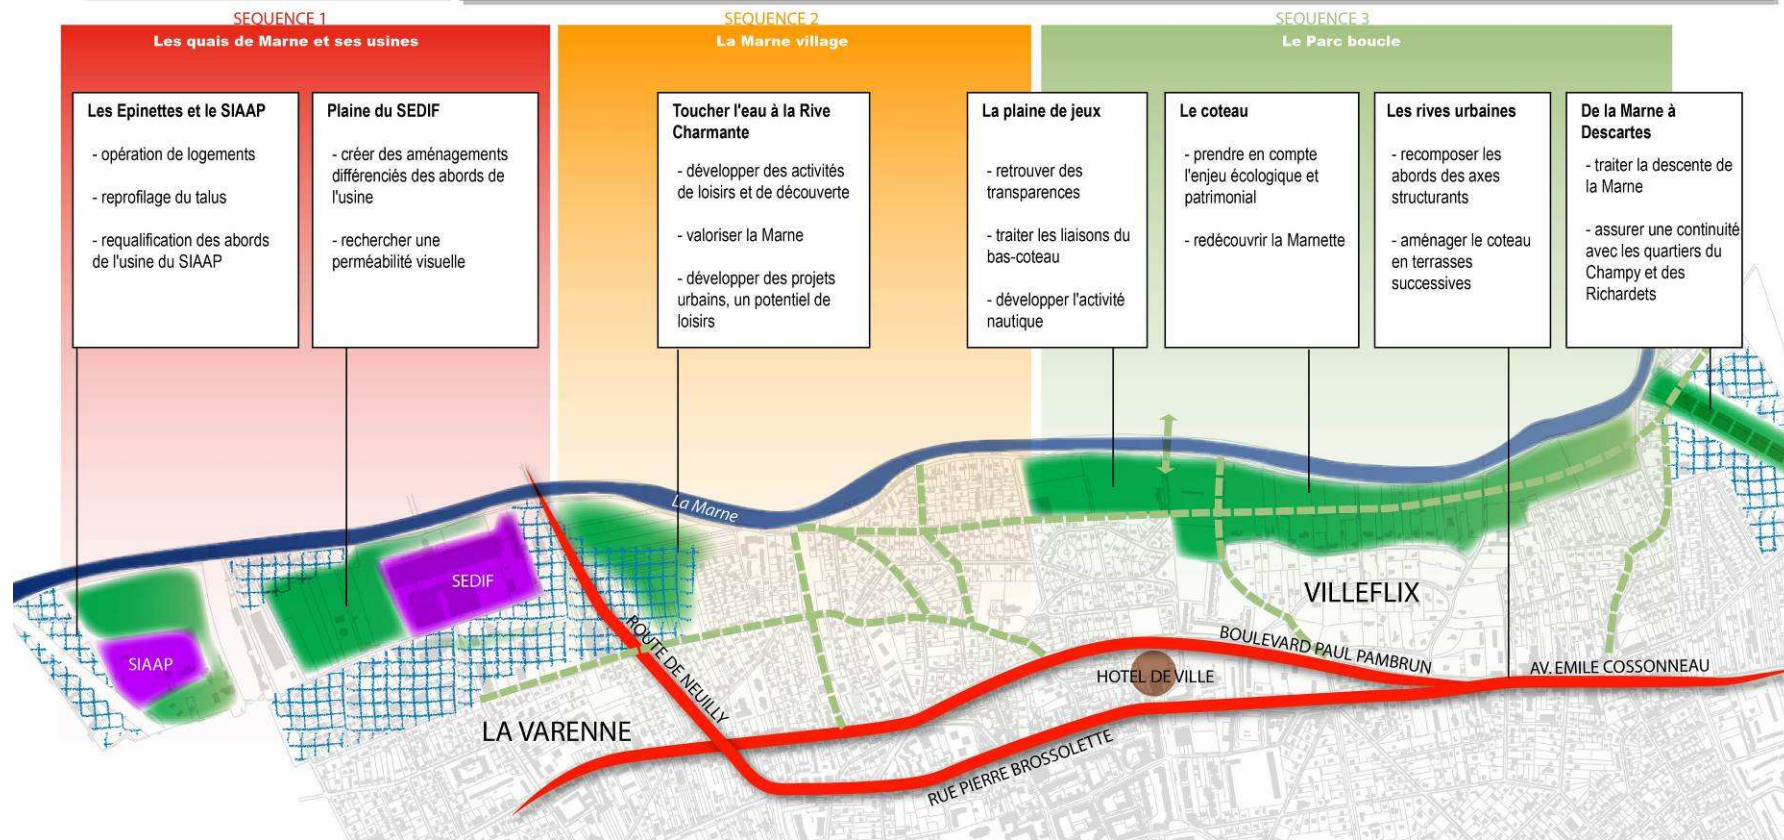 SEQUENCE 1
Les quais de Marne et ses usines
SEQUENCE 2
La Marne village
SEQUENCE 3
Le Parc boucle
Les Epinettes et le SIAAP
- opération de logements
- reprofilage du talus
- requalification des abords
de l'usine du SIAAP
Plaine du SEDIF
- créer des aménagements
différenciés des abords de
l'usine
- rechercher une
perméabilité visuelle
Toucher l'eau à la Rive
Charmante
- développer des activités
de loisirs et de découverte
- valoriser la Marne
- développer des projets
urbains, un potentiel de
loisirs
La plaine de jeux
- retrouver des
transparences
- traiter les liaisons du
bas-coteau
- développer l'activité
nautique
Le coteau
- prendre en compte
l'enjeu écologique et
patrimonial
- redécouvrir la Marnette
Les rives urbaines
- recomposer les
abords des axes
structurants
- aménager le coteau
en terrasses
successives
De la Marne à
Descartes
- traiter la descente de
la Marne
- assurer une continuité
avec les quartiers du
Champy et des
Richardets
La Marne
SEDIF
SIAAP
VILLEFLIX
ROUTE DE NEUILLY
BOULEVARD PAUL PAMBRUN
HOTEL DE VILLE
AV. EMILE COSSONNEAU
LA VARENNE
RUE PIERRE BROSSOLETTE